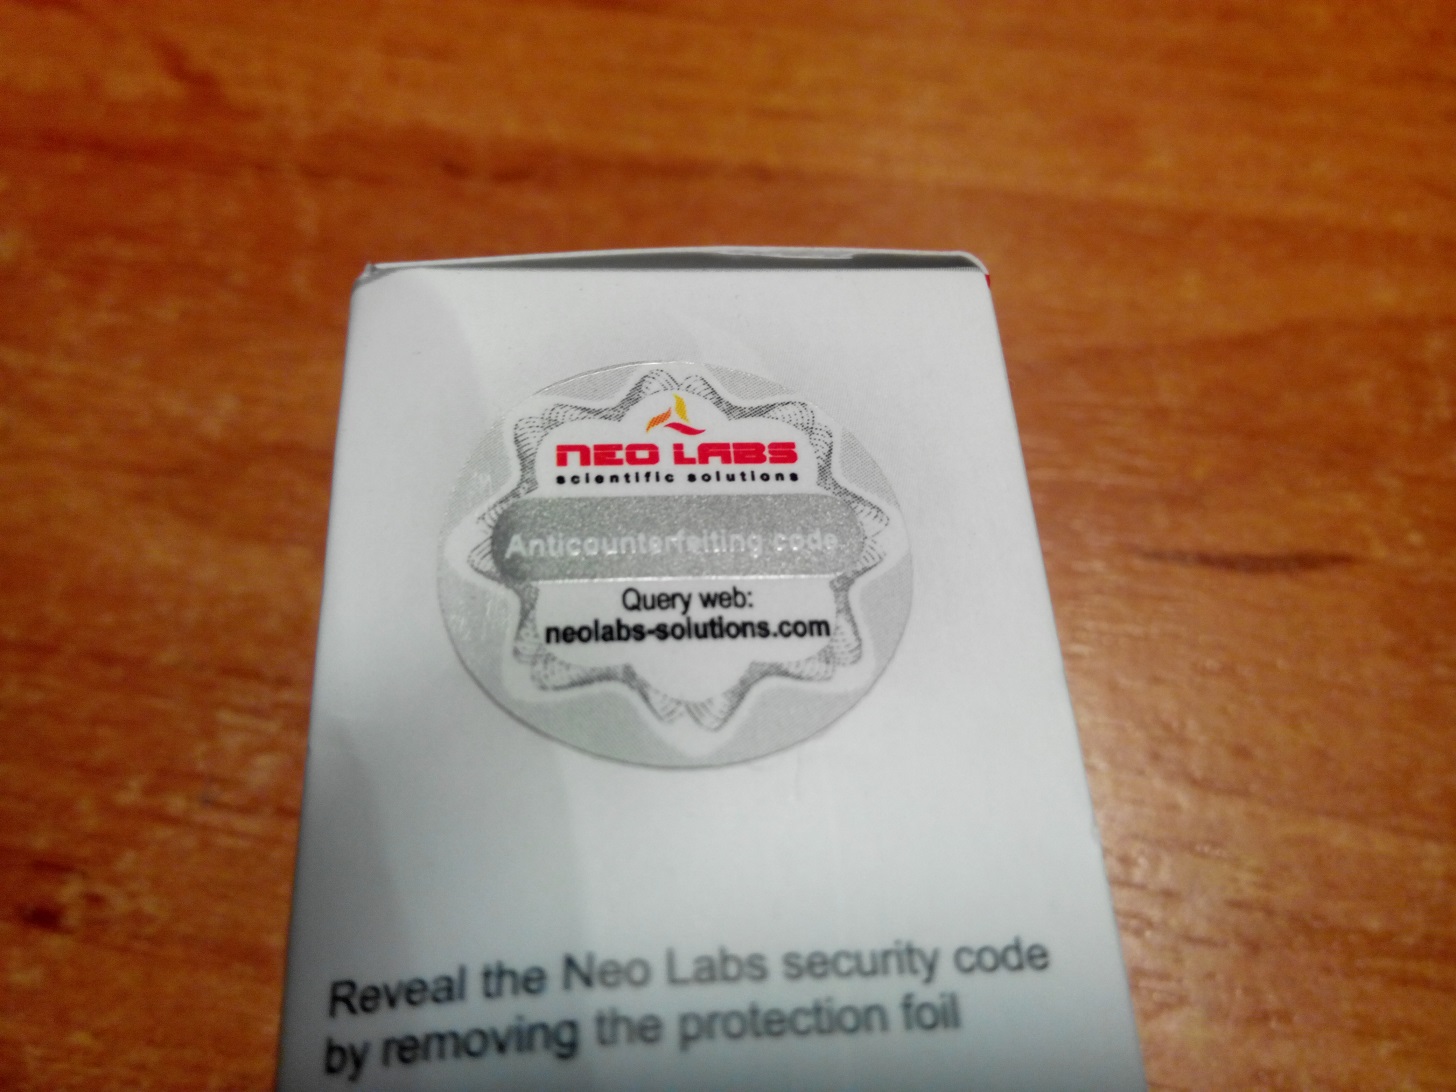 NEO LABS
scientific solutions
Anticounterfeiting code
Query web:
neolabs-solutions.com
Reveal the Neo Labs security code
by removing the protection foil